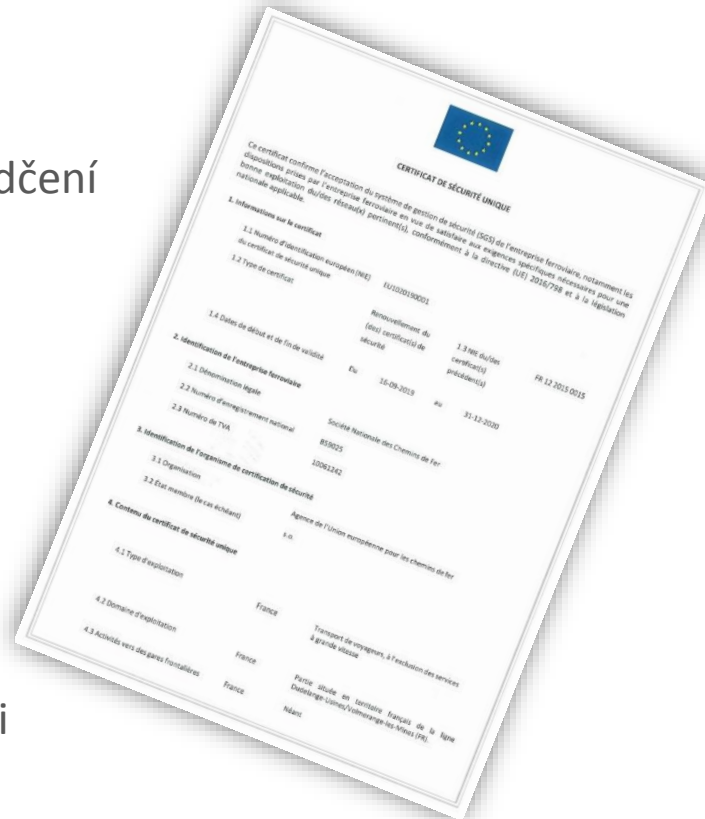 dčení
i
CERTIFICAT DE SÉCURITÉ UNIQUE
Ce certificat confirme l'acceptation du système de gestion de sécurité (SGS) de l'entreprise ferroviaire, notamment les
dispositions prises par l'entreprise ferroviaire en vue de satisfaire aux exigences spécifiques nécessaires pour une
bonne exploitation du/des réseau(x) pertinent(s), conformément à la directive (UE) 2016/798 et à la législation
nationale applicable.
1. Informations sur le certificat
1.1 Numéro d'identification européen (NIE)
du certificat de sécurité unique
EU1020190001
1.2 Type de certificat
Renouvellement du
(des) certificat(s) de
sécurité
1.3 NIE du/des
certificat(s)
précédent(s)
FR 12 2015 0015
1.4 Dates de début et de fin de validité
Du
16-09-2019
au
31-12-2020
2. Identification de l'entreprise ferroviaire
2.1 Dénomination légale
Société Nationale des Chemins de Fer
2.2 Numéro d'enregistrement national
B59025
2.3 Numéro de TVA
10061242
3. Identification de l'organisme de certification de sécurité
3.1 Organisation
Agence de l'Union européenne pour les chemins de fer
3.2 État membre (le cas échéant)
s.o.
4. Contenu du certificat de sécurité unique
4.1 Type d'exploitation
France
Transport de voyageurs, à l'exclusion des services
à grande vitesse
4.2 Domaine d'exploitation
France
Partie située en territoire français de la ligne
Dudelange-Usines/Volmerange-les-Mines (FR).
4.3 Activités vers des gares frontalières
France
Néant